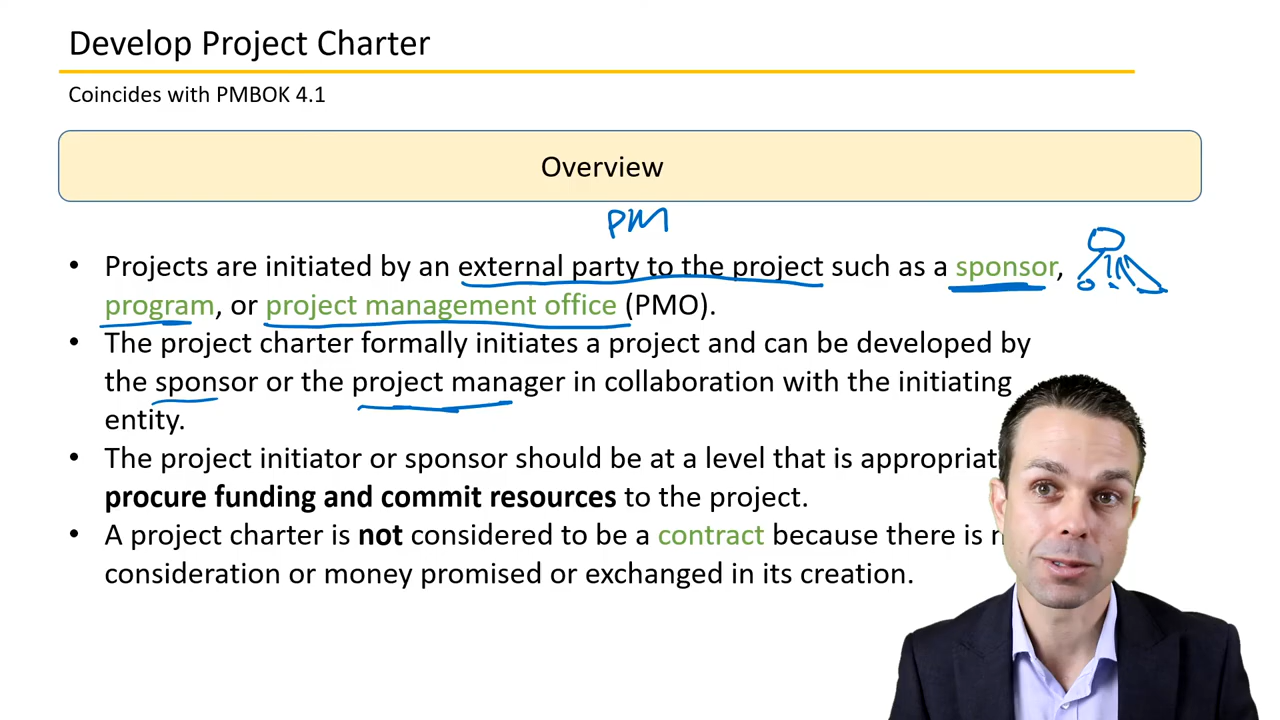 Develop Project Charter
Coincides with PMBOK 4.1
Overview
PM
• Projects are initiated by an external party to the project such as a sponsor,
program, or project management office (PMO).
• The project charter formally initiates a project and can be developed by
the sponsor or the project manager in collaboration with the initiating
entity.
• The project initiator or sponsor should be at a level that is
procure funding and commit resources to the project.
• A project charter is not considered to be a contract because there is
consideration or money promised or exchanged in its creation.